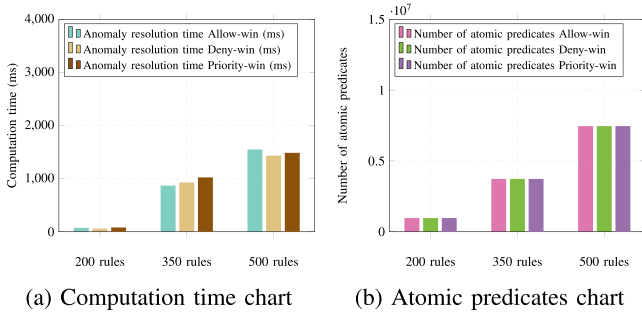 4,000
3,000
2,000
1,000
0
Computation time (ms)
Anomaly resolution time Allow-win (ms)
Anomaly resolution time Deny-win (ms)
Anomaly resolution time Priority-win (ms)
200 rules 350 rules 500 rules
(a) Computation time chart
·10⁷
1.5
1
0.5
0
Number of atomic predicates
Number of atomic predicates Allow-win
Number of atomic predicates Deny-win
Number of atomic predicates Priority-win
200 rules 350 rules 500 rules
(b) Atomic predicates chart